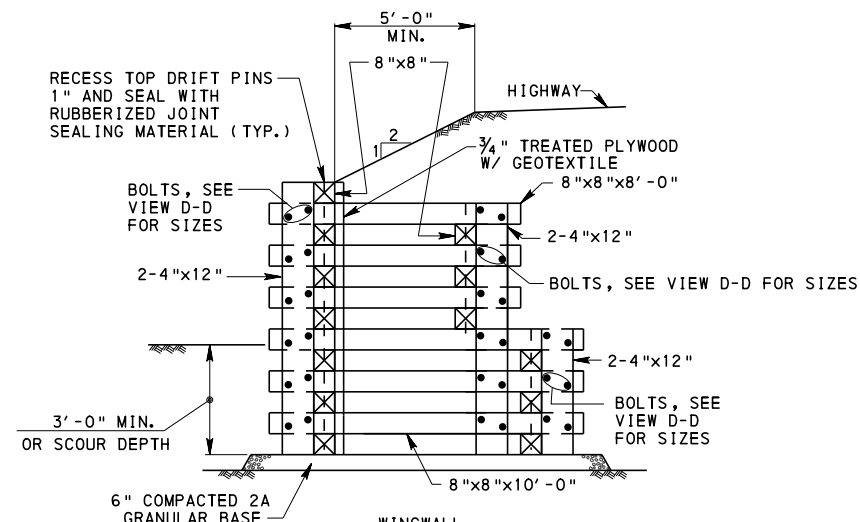 5'-0"
MIN.
8"x8"
RECESS TOP DRIFT PINS
1" AND SEAL WITH
RUBBERIZED JOINT
SEALING MATERIAL (TYP.)
HIGHWAY
2
1
3/4" TREATED PLYWOOD
W/ GEOTEXTILE
BOLTS, SEE
VIEW D-D
FOR SIZES
8"x8"x8'-0"
2-4"x12"
2-4"x12"
BOLTS, SEE VIEW D-D FOR SIZES
2-4"x12"
BOLTS, SEE
VIEW D-D
FOR SIZES
3'-0" MIN.
OR SCOUR DEPTH
8"x8"x10'-0"
6" COMPACTED 2A
GRANULAR BASE
WINGWALL